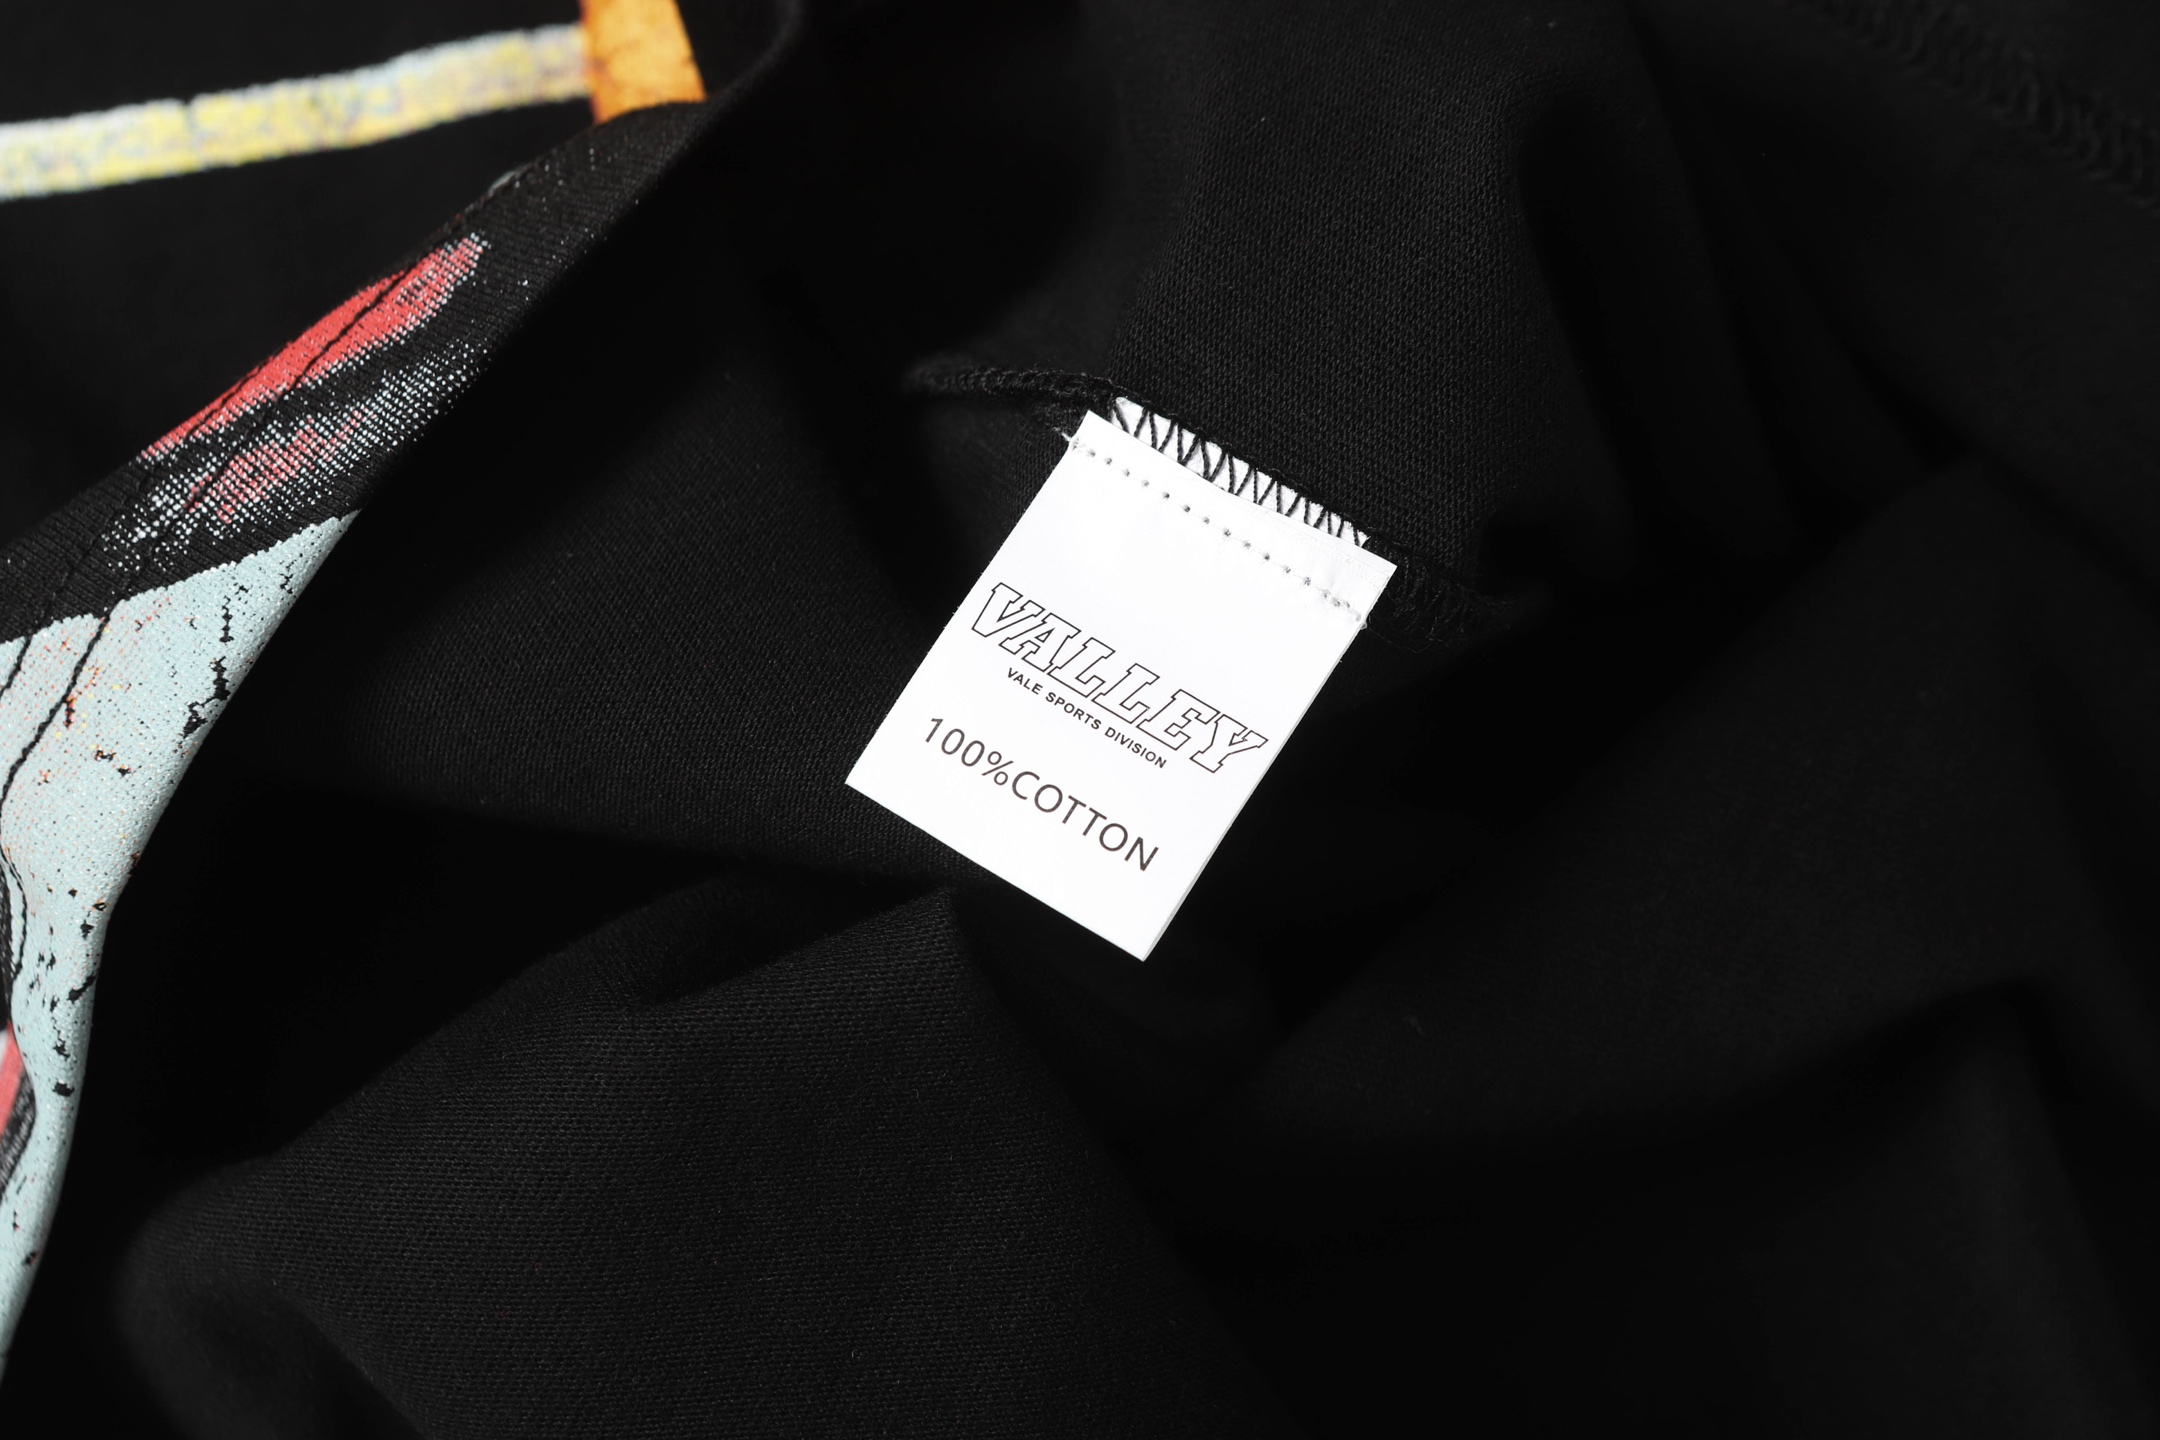 VALLEY
VALE SPORTS DIVISION
100%COTTON